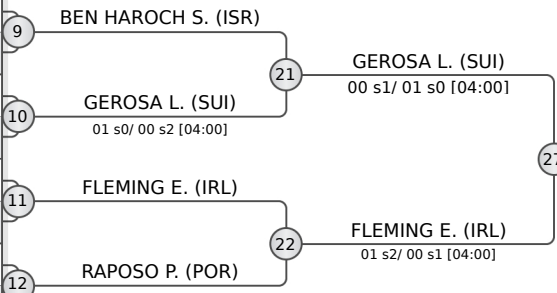 9
BEN HAROCH S. (ISR)
21
GEROSA L. (SUI)
00 s1/ 01 s0 [04:00]
10
GEROSA L. (SUI)
01 s0/ 00 s2 [04:00]
27
11
FLEMING E. (IRL)
22
FLEMING E. (IRL)
01 s2/ 00 s1 [04:00]
12
RAPOSO P. (POR)